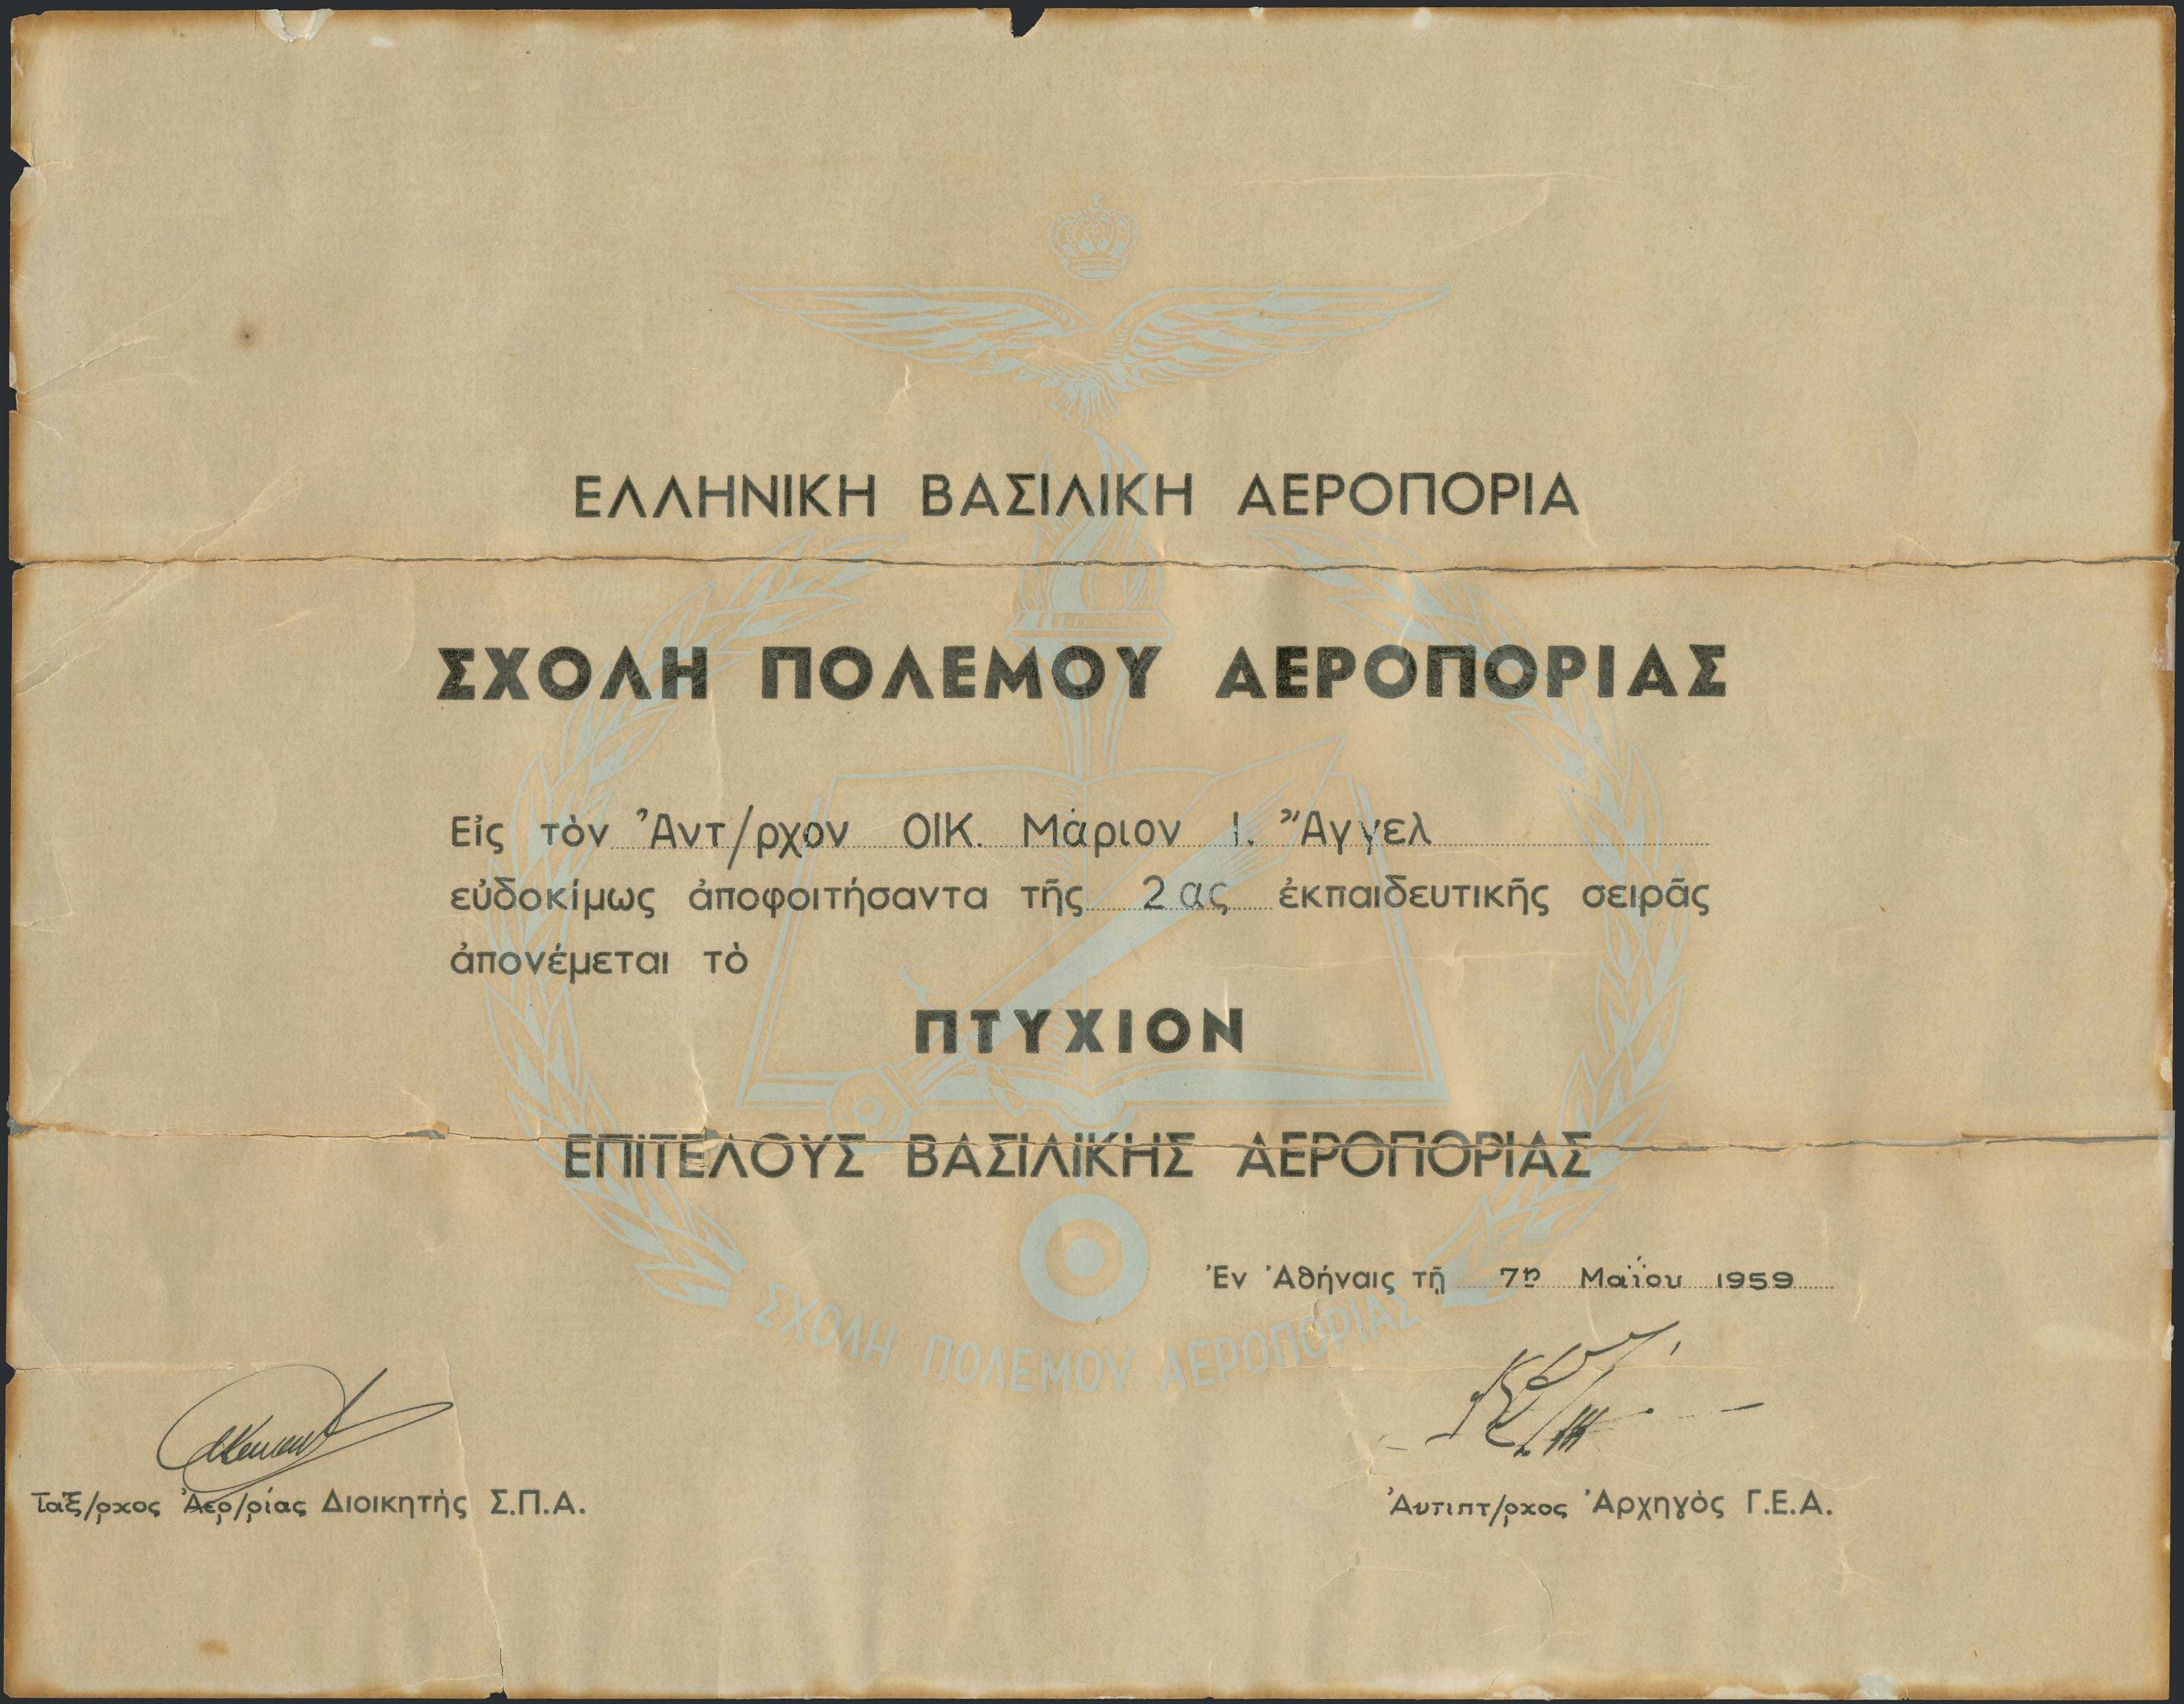 ΕΛΛΗΝΙΚΗ ΒΑΣΙΛΙΚΗ ΑΕΡΟΠΟΡΙΑ
ΣΧΟΛΗ ΠΟΛΕΜΟΥ ΑΕΡΟΠΟΡΙΑΣ
Εἰς τὸν Ἀντ/ρχον ΟΙΚ. Μάριον Ι. Ἄγγελ
εὐδοκίμως ἀποφοιτήσαντα τῆς 2ας ἐκπαιδευτικῆς σειρᾶς
ἀπονέμεται τὸ
ΠΤΥΧΙΟΝ
ΕΠΙΤΕΛΟΥΣ ΒΑΣΙΛΙΚΗΣ ΑΕΡΟΠΟΡΙΑΣ
Ἐν Ἀθήναις τῇ 7ῃ Μαΐου 1959
ΣΧΟΛΗ ΠΟΛΕΜΟΥ ΑΕΡΟΠΟΡΙΑΣ
Ταξ/ρχος Ἀερ/ρίας Διοικητὴς Σ.Π.Α.
Ἀντιπτ/ρχος Ἀρχηγὸς Γ.Ε.Α.